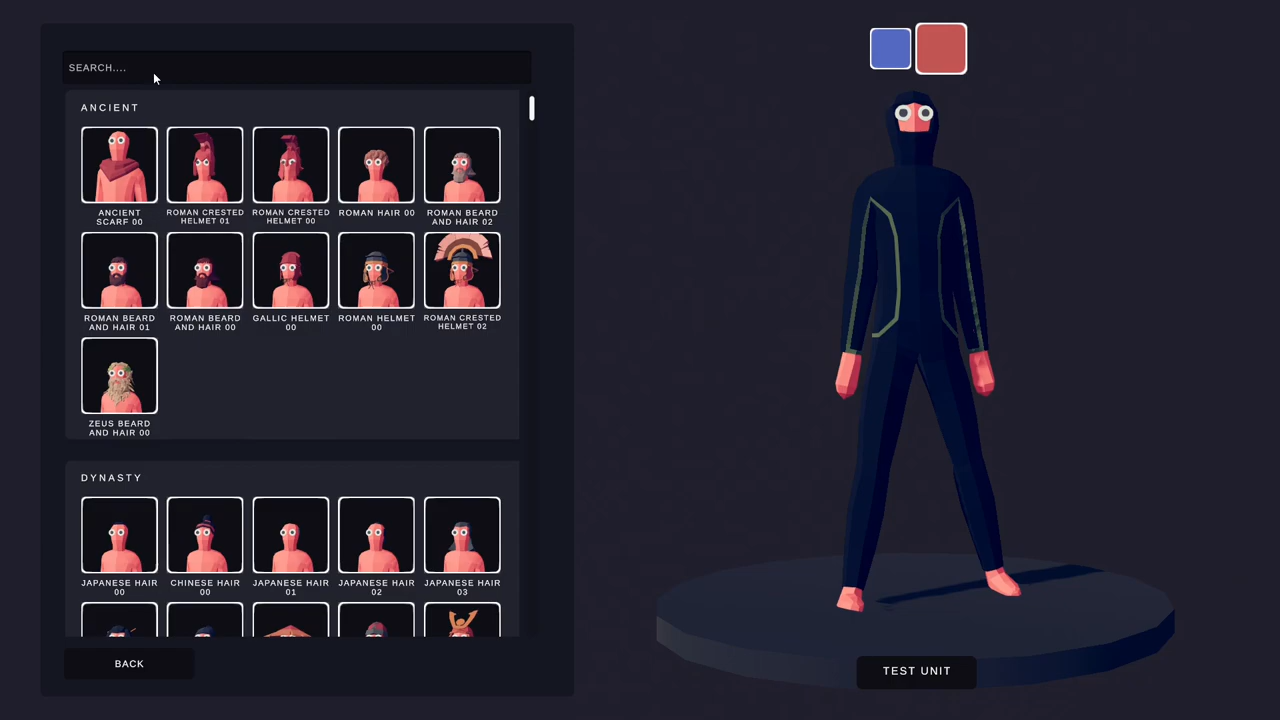 SEARCH....
ANCIENT
ANCIENT
SCARF 00
ROMAN CRESTED
HELMET 01
ROMAN CRESTED
HELMET 00
ROMAN HAIR 00
ROMAN BEARD
AND HAIR 02
ROMAN BEARD
AND HAIR 01
ROMAN BEARD
AND HAIR 00
GALLIC HELMET
00
ROMAN HELMET
00
ROMAN CRESTED
HELMET 02
ZEUS BEARD
AND HAIR 00
DYNASTY
JAPANESE HAIR
00
CHINESE HAIR
00
JAPANESE HAIR
01
JAPANESE HAIR
02
JAPANESE HAIR
03
BACK
TEST UNIT